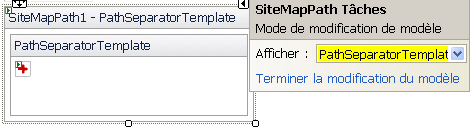 SiteMapPath1 - PathSeparatorTemplate
PathSeparatorTemplate
SiteMapPath Tâches
Mode de modification de modèle
Afficher : PathSeparatorTemplat
Terminer la modification du modèle